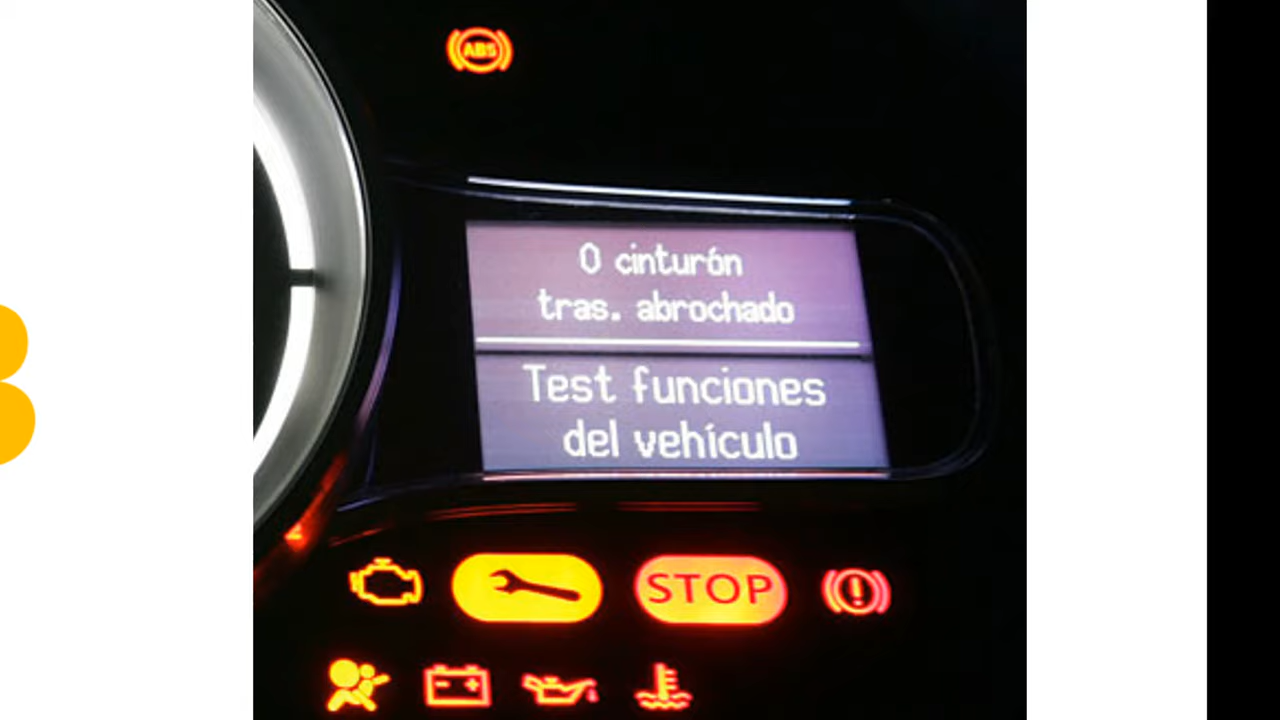 ABS
0 cinturón
tras. abrochado
Test funciones
del vehículo
STOP